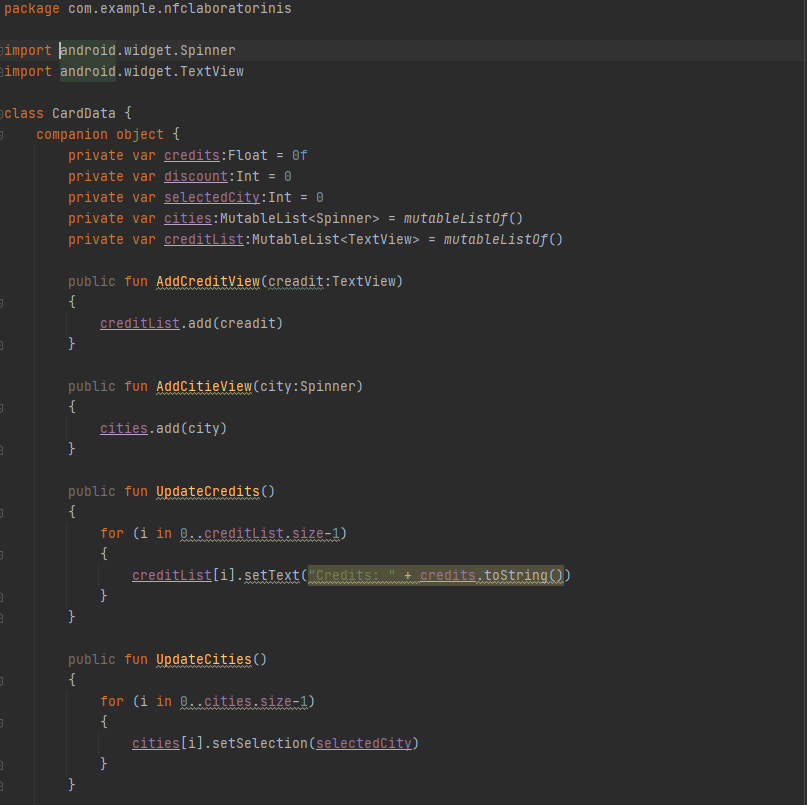 package com.example.nfclaboratorinis
import android.widget.Spinner
import android.widget.TextView
class CardData {
companion object {
private var credits:Float = 0f
private var discount:Int = 0
private var selectedCity:Int = 0
private var cities:MutableList<Spinner> = mutableListOf()
private var creditList:MutableList<TextView> = mutableListOf()
public fun AddCreditView(creadit:TextView)
{
creditList.add(creadit)
}
public fun AddCitieView(city:Spinner)
{
cities.add(city)
}
public fun UpdateCredits()
{
for (i in 0..creditList.size-1)
{
creditList[i].setText("Credits: " + credits.toString())
}
}
public fun UpdateCities()
{
for (i in 0..cities.size-1)
{
cities[i].setSelection(selectedCity)
}
}